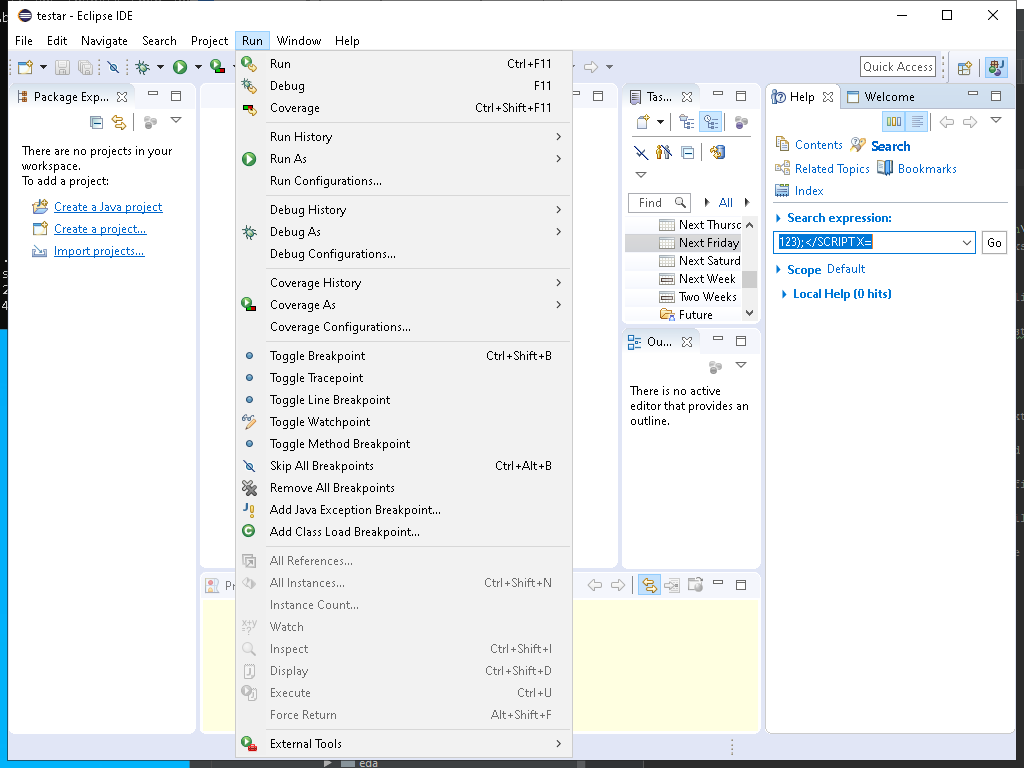 testar - Eclipse IDE
File Edit Navigate Search Project Run Window Help
Quick Access
Package Exp...
There are no projects in your
workspace.
To add a project:
Create a Java project
Create a project...
Import projects...
Run Ctrl+F11
Debug F11
Coverage Ctrl+Shift+F11
Run History
Run As
Run Configurations...
Debug History
Debug As
Debug Configurations...
Coverage History
Coverage As
Coverage Configurations...
Toggle Breakpoint Ctrl+Shift+B
Toggle Tracepoint
Toggle Line Breakpoint
Toggle Watchpoint
Toggle Method Breakpoint
Skip All Breakpoints Ctrl+Alt+B
Remove All Breakpoints
Add Java Exception Breakpoint...
Add Class Load Breakpoint...
All References...
All Instances... Ctrl+Shift+N
Instance Count...
Watch
Inspect Ctrl+Shift+I
Display Ctrl+Shift+D
Execute Ctrl+U
Force Return Alt+Shift+F
External Tools
Pr
Tas...
Find All
Next Thursd
Next Friday
Next Saturd
Next Week
Two Weeks
Future
Ou...
There is no active
editor that provides an
outline.
Help Welcome
Contents Search
Related Topics Bookmarks
Index
Search expression:
123);</SCRIPT X=
Go
Scope Default
Local Help (0 hits)
eda